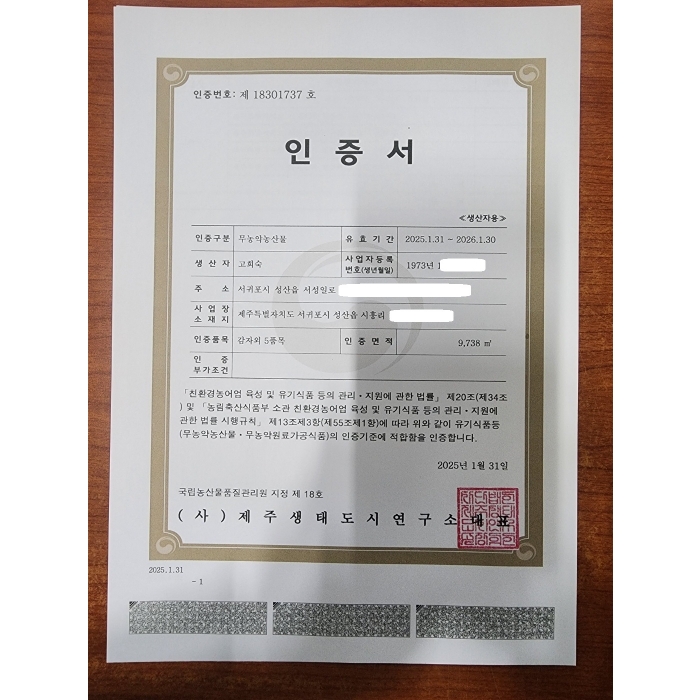 인증번호: 제 18301737 호
인 증 서
≪생산자용≫
인증구분 무농약농산물 유 효 기 간 2025.1.31 - 2026.1.30
생 산 자 고희숙 사업자등록 번호(생년월일) 1973년 1
주 소 서귀포시 성산읍 서성일로
사 업 장 소 재 지 제주특별자치도 서귀포시 성산읍 시흥리
인증품목 감자외 5품목 인 증 면 적 9,738 ㎡
인 증 부가조건
「친환경농어업 육성 및 유기식품 등의 관리・지원에 관한 법률」 제20조(제34조
) 및 「농림축산식품부 소관 친환경농어업 육성 및 유기식품 등의 관리・지원에
관한 법률 시행규칙」 제13조제3항(제55조제1항)에 따라 위와 같이 유기식품등
(무농약농산물・무농약원료가공식품)의 인증기준에 적합함을 인증합니다.
2025년 1월 31일
국립농산물품질관리원 지정 제 18호
(사)제주생태도시연구소대표
2025.1.31
- 1